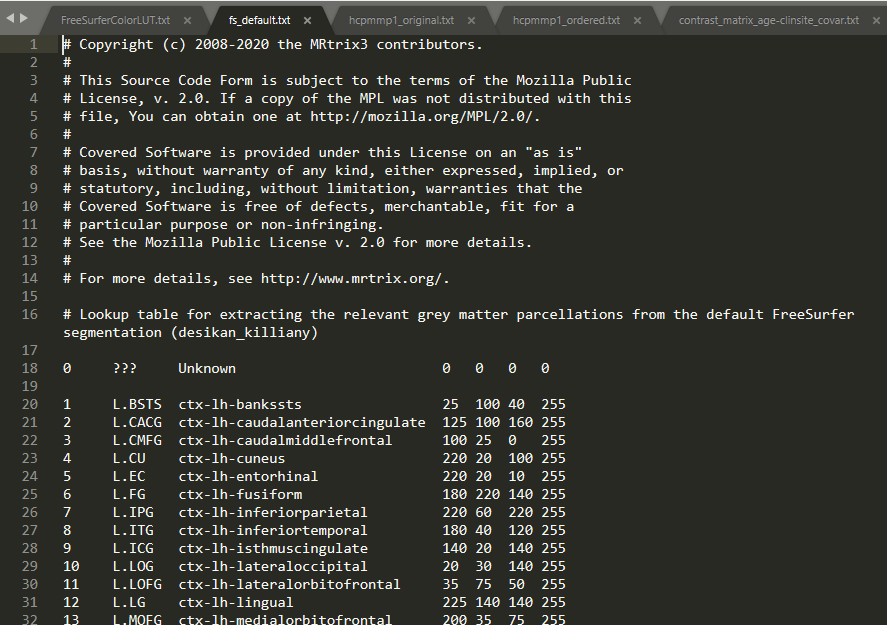 FreeSurferColorLUT.txt × fs_default.txt × hcpmmp1_original.txt × hcpmmp1_ordered.txt × contrast_matrix_age-clinsite_covar.txt ×
1 # Copyright (c) 2008-2020 the MRtrix3 contributors.
2 #
3 # This Source Code Form is subject to the terms of the Mozilla Public
4 # License, v. 2.0. If a copy of the MPL was not distributed with this
5 # file, You can obtain one at http://mozilla.org/MPL/2.0/.
6 #
7 # Covered Software is provided under this License on an "as is"
8 # basis, without warranty of any kind, either expressed, implied, or
9 # statutory, including, without limitation, warranties that the
10 # Covered Software is free of defects, merchantable, fit for a
11 # particular purpose or non-infringing.
12 # See the Mozilla Public License v. 2.0 for more details.
13 #
14 # For more details, see http://www.mrtrix.org/.
15
16 # Lookup table for extracting the relevant grey matter parcellations from the default FreeSurfer
segmentation (desikan_killiany)
17
18 0 ??? Unknown 0 0 0 0
19
20 1 L.BSTS ctx-lh-bankssts 25 100 40 255
21 2 L.CACG ctx-lh-caudalanteriorcingulate 125 100 160 255
22 3 L.CMFG ctx-lh-caudalmiddlefrontal 100 25 0 255
23 4 L.CU ctx-lh-cuneus 220 20 100 255
24 5 L.EC ctx-lh-entorhinal 220 20 10 255
25 6 L.FG ctx-lh-fusiform 180 220 140 255
26 7 L.IPG ctx-lh-inferiorparietal 220 60 220 255
27 8 L.ITG ctx-lh-inferiortemporal 180 40 120 255
28 9 L.ICG ctx-lh-isthmuscingulate 140 20 140 255
29 10 L.LOG ctx-lh-lateraloccipital 20 30 140 255
30 11 L.LOFG ctx-lh-lateralorbitofrontal 35 75 50 255
31 12 L.LG ctx-lh-lingual 225 140 140 255
32 13 L.MOFG ctx-lh-medialorbitofrontal 200 35 75 255